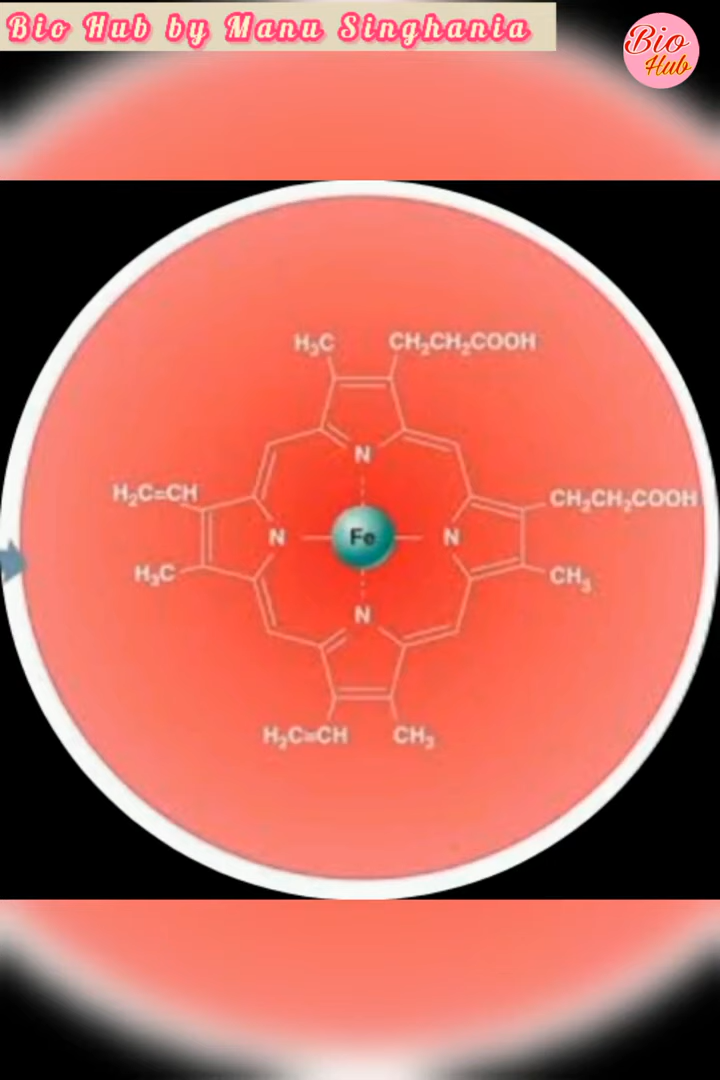 Bio Hub by Manu Singhania
Bio
Hub
H₃C
CH₂CH₂COOH
N
H₂C=CH
CH₂CH₂COOH
N
Fe
N
H₃C
CH₃
N
H₂C=CH
CH₃